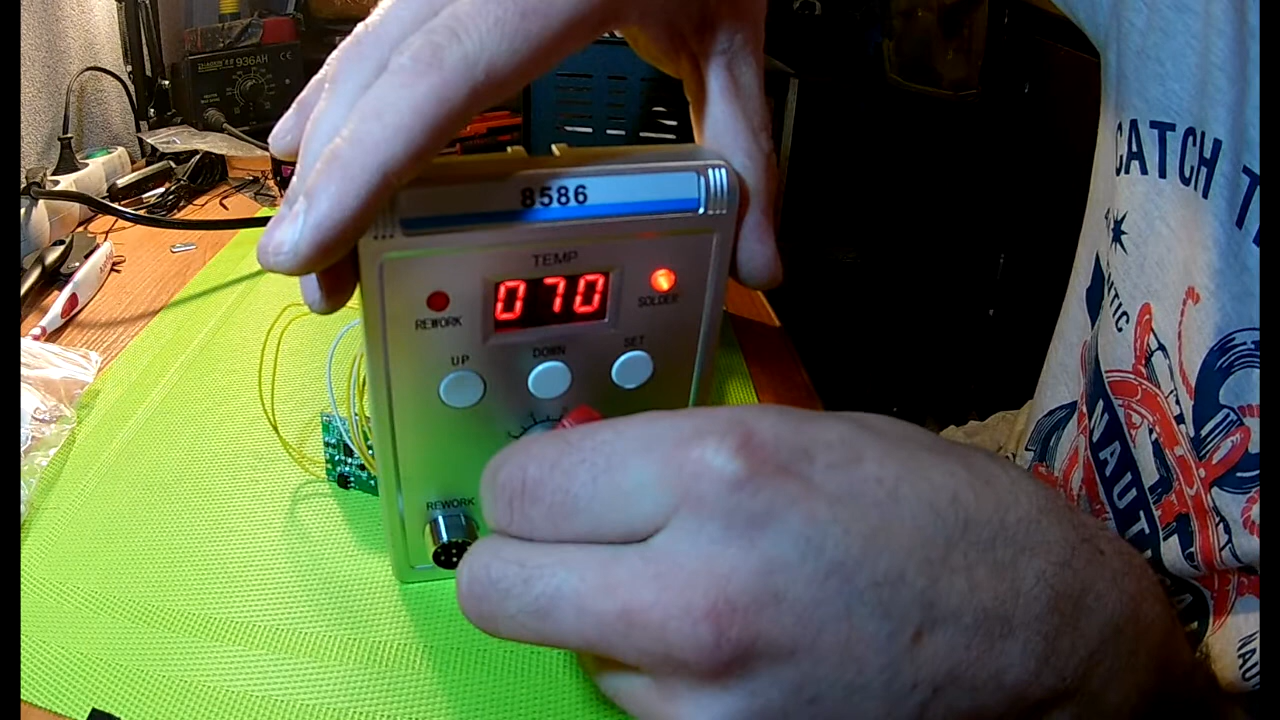 936AH
8586
TEMP
070
REWORK
SOLDER
UP
DOWN
SET
REWORK
CATCH
NAUT